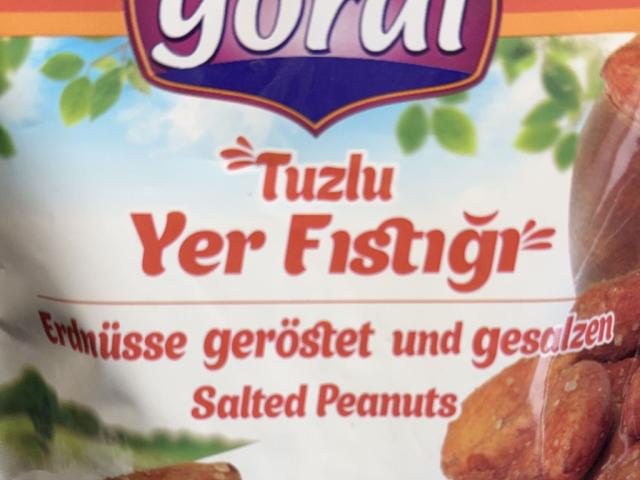 Tuzlu
Yer Fıstığı
Erdnüsse geröstet und gesalzen
Salted Peanuts